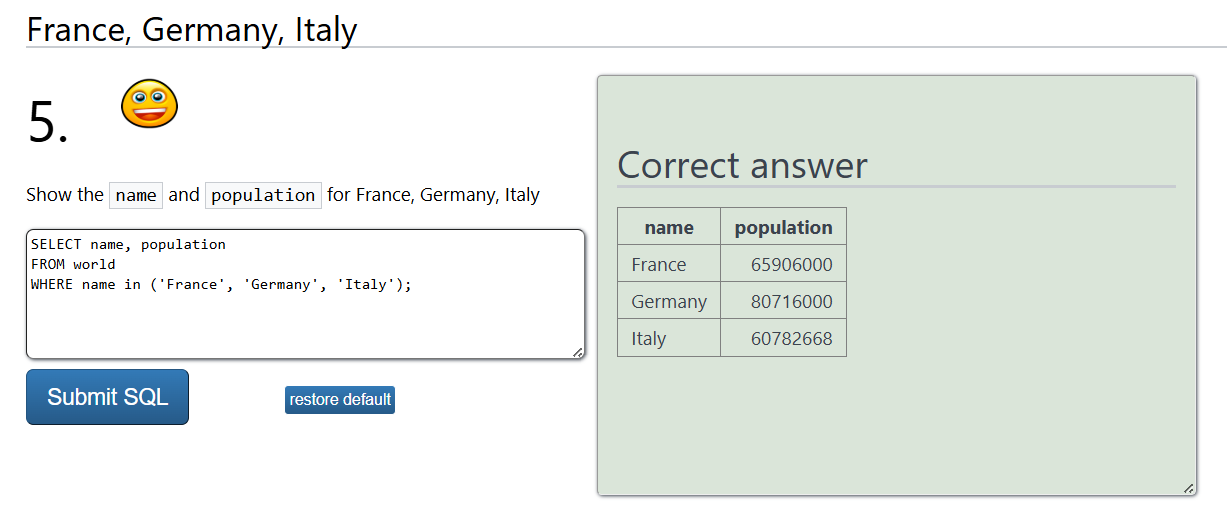 France, Germany, Italy
5.
Show the name and population for France, Germany, Italy
SELECT name, population
FROM world
WHERE name in ('France', 'Germany', 'Italy');
Submit SQL
restore default
Correct answer
name population
France 65906000
Germany 80716000
Italy 60782668